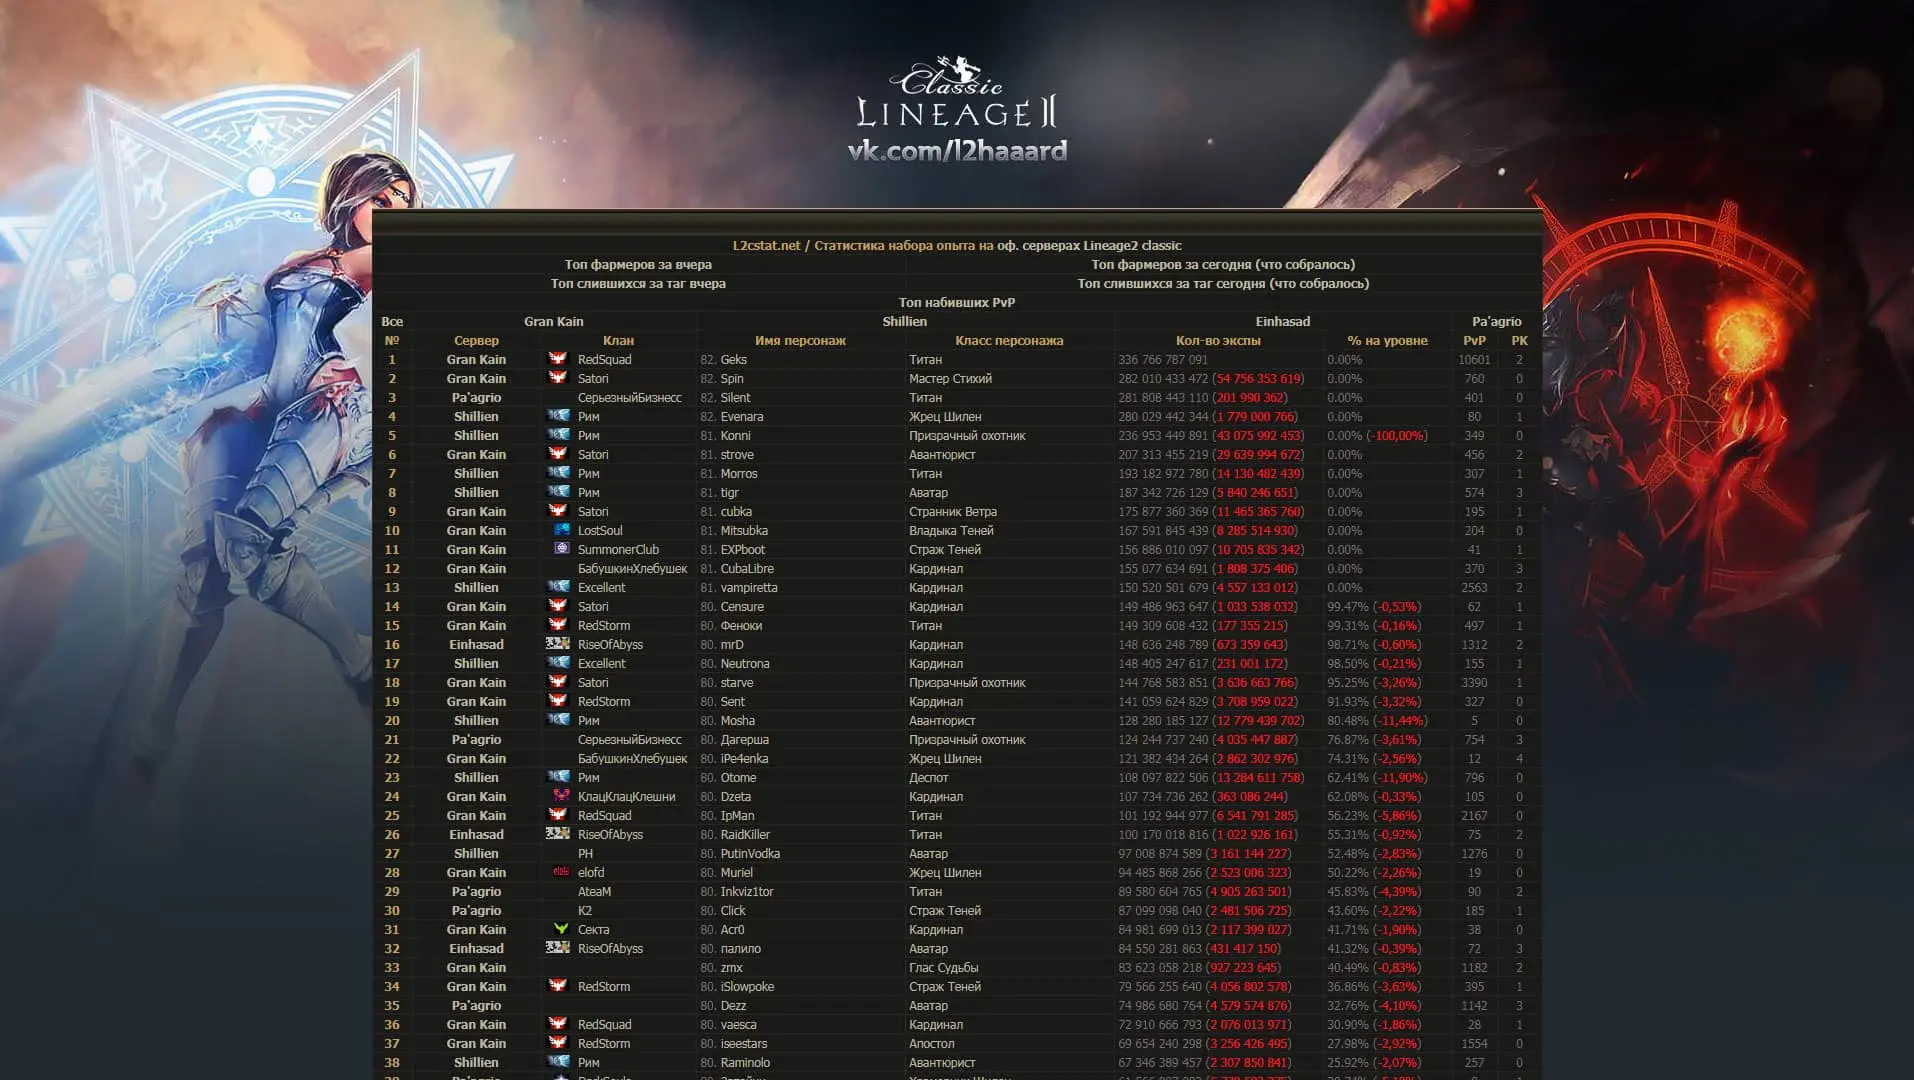 Classic
LINEAGE II
vk.com/l2haaard
L2cstat.net / Статистика набора опыта на оф. серверах Lineage2 classic
Топ фармеров за вчера Топ фармеров за сегодня (что собралось)
Топ слившихся за таг вчера Топ слившихся за таг сегодня (что собралось)
Топ набивших PvP
Все Gran Kain Shillien Einhasad Pa'agrio
№ Сервер Клан Имя персонаж Класс персонажа Кол-во экспы % на уровне PvP PK
1 Gran Kain RedSquad 82. Geks Титан 336 766 787 091 0.00% 10601 2
2 Gran Kain Satori 82. Spin Мастер Стихий 282 010 433 472 (54 756 353 619) 0.00% 760 0
3 Pa'agrio СерьезныйБизнесс 82. Silent Титан 281 808 443 110 (201 990 362) 0.00% 401 0
4 Shillien Рим 82. Evenara Жрец Шилен 280 029 442 344 (1 779 000 766) 0.00% 80 1
5 Shillien Рим 81. Konni Призрачный охотник 236 953 449 891 (43 075 992 453) 0.00% (-100,00%) 349 0
6 Gran Kain Satori 81. strove Авантюрист 207 313 455 219 (29 639 994 672) 0.00% 456 2
7 Shillien Рим 81. Morros Титан 193 182 972 780 (14 130 482 439) 0.00% 307 1
8 Shillien Рим 81. tigr Аватар 187 342 726 129 (5 840 246 651) 0.00% 574 3
9 Gran Kain Satori 81. cubka Странник Ветра 175 877 360 369 (11 465 365 760) 0.00% 195 1
10 Gran Kain LostSoul 81. Mitsubka Владыка Теней 167 591 845 439 (8 285 514 930) 0.00% 204 0
11 Gran Kain SummonerClub 81. EXPboot Страж Теней 156 886 010 097 (10 705 835 342) 0.00% 41 1
12 Gran Kain БабушкинХлебушек 81. CubaLibre Кардинал 155 077 634 691 (1 808 375 406) 0.00% 370 3
13 Shillien Excellent 81. vampiretta Кардинал 150 520 501 679 (4 557 133 012) 0.00% 2563 2
14 Gran Kain Satori 80. Censure Кардинал 149 486 963 647 (1 033 538 032) 99.47% (-0,53%) 62 1
15 Gran Kain RedStorm 80. Феноки Титан 149 309 608 432 (177 355 215) 99.31% (-0,16%) 497 1
16 Einhasad RiseOfAbyss 80. mrD Кардинал 148 636 248 789 (673 359 643) 98.71% (-0,60%) 1312 2
17 Shillien Excellent 80. Neutrona Кардинал 148 405 247 617 (231 001 172) 98.50% (-0,21%) 155 1
18 Gran Kain Satori 80. starve Призрачный охотник 144 768 583 851 (3 636 663 766) 95.25% (-3,26%) 3390 1
19 Gran Kain RedStorm 80. Sent Кардинал 141 059 624 829 (3 708 959 022) 91.93% (-3,32%) 327 0
20 Shillien Рим 80. Mosha Авантюрист 128 280 185 127 (12 779 439 702) 80.48% (-11,44%) 5 0
21 Pa'agrio СерьезныйБизнесс 80. Дагерша Призрачный охотник 124 244 737 240 (4 035 447 887) 76.87% (-3,61%) 754 3
22 Gran Kain БабушкинХлебушек 80. iPe4enka Жрец Шилен 121 382 434 264 (2 862 302 976) 74.31% (-2,56%) 12 4
23 Shillien Рим 80. Otome Деспот 108 097 822 506 (13 284 611 758) 62.41% (-11,90%) 796 0
24 Gran Kain КлацКлацКлешни 80. Dzeta Кардинал 107 734 736 262 (363 086 244) 62.08% (-0,33%) 105 0
25 Gran Kain RedSquad 80. IpMan Титан 101 192 944 977 (6 541 791 285) 56.23% (-5,86%) 2167 0
26 Einhasad RiseOfAbyss 80. RaidKiller Титан 100 170 018 816 (1 022 926 161) 55.31% (-0,92%) 75 2
27 Shillien PH 80. PutinVodka Аватар 97 008 874 589 (3 161 144 227) 52.48% (-2,83%) 1276 0
28 Gran Kain elofd 80. Muriel Жрец Шилен 94 485 868 266 (2 523 006 323) 50.22% (-2,26%) 19 0
29 Pa'agrio AteaM 80. Inkviz1tor Титан 89 580 604 765 (4 905 263 501) 45.83% (-4,39%) 90 2
30 Pa'agrio K2 80. Click Страж Теней 87 099 098 040 (2 481 506 725) 43.60% (-2,22%) 185 1
31 Gran Kain Секта 80. Acr0 Кардинал 84 981 699 013 (2 117 399 027) 41.71% (-1,90%) 38 0
32 Einhasad RiseOfAbyss 80. палило Аватар 84 550 281 863 (431 417 150) 41.32% (-0,39%) 72 3
33 Gran Kain 80. zmx Глас Судьбы 83 623 058 218 (927 223 645) 40.49% (-0,83%) 1182 2
34 Gran Kain RedStorm 80. iSlowpoke Страж Теней 79 566 255 640 (4 056 802 578) 36.86% (-3,63%) 395 1
35 Pa'agrio 80. Dezz Аватар 74 986 680 764 (4 579 574 876) 32.76% (-4,10%) 1142 3
36 Gran Kain RedSquad 80. vaesca Кардинал 72 910 666 793 (2 076 013 971) 30.90% (-1,86%) 28 1
37 Gran Kain RedStorm 80. iseestars Апостол 69 654 240 298 (3 256 426 495) 27.98% (-2,92%) 1554 0
38 Shillien Рим 80. Raminolo Авантюрист 67 346 389 457 (2 307 850 841) 25.92% (-2,07%) 257 0